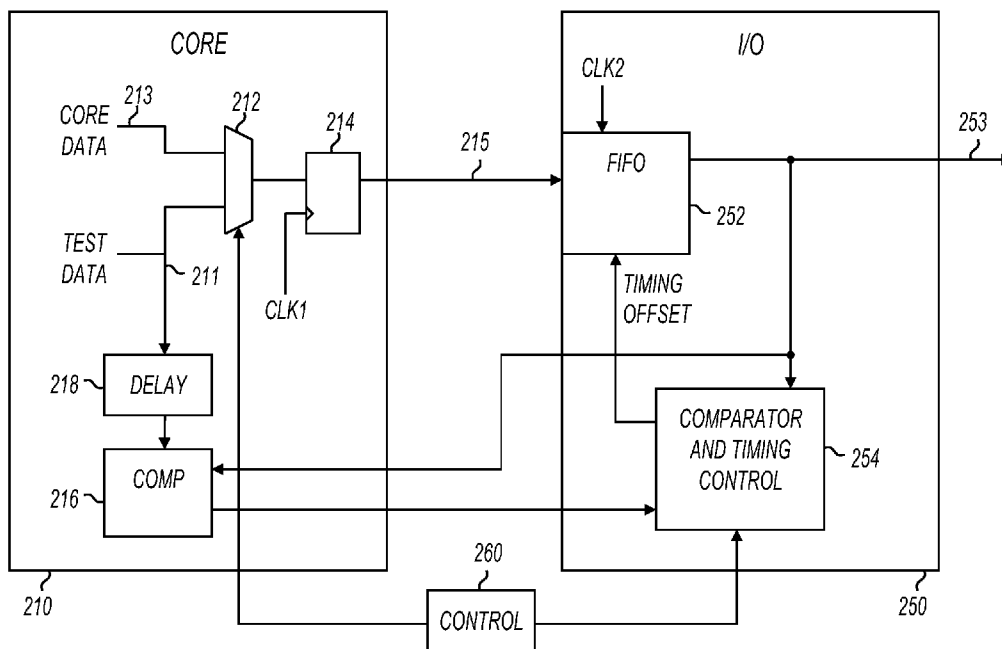 CORE
I/O
213
212
CLK2
CORE
DATA
214
253
215
FIFO
252
TEST
DATA
211
TIMING
OFFSET
CLK1
218
DELAY
COMPARATOR
AND TIMING
CONTROL
254
COMP
216
260
210
CONTROL
250